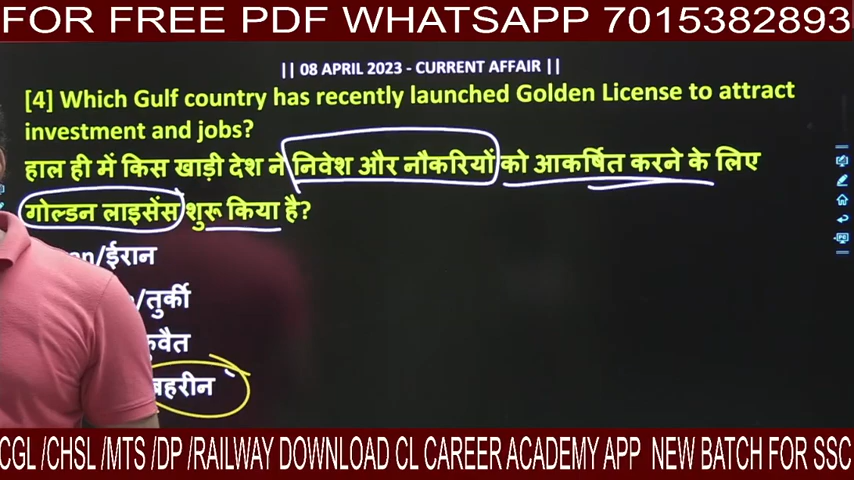 FOR FREE PDF WHATSAPP 7015382893
|| 08 APRIL 2023 - CURRENT AFFAIR ||
[4] Which Gulf country has recently launched Golden License to attract
investment and jobs?
हाल ही में किस खाड़ी देश ने निवेश और नौकरियों को आकर्षित करने के लिए
गोल्डन लाइसेंस शुरू किया है?
/ईरान
/तुर्की
बहरीन
CGL /CHSL /MTS /DP /RAILWAY DOWNLOAD CL CAREER ACADEMY APP NEW BATCH FOR SSC